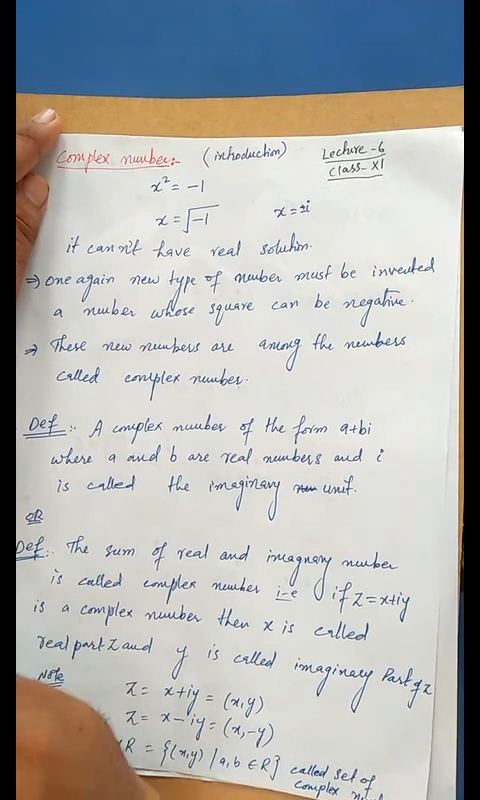 Complex number:- (introduction) Lecture-6
Class-XI
x² = -1
x = √-1 x = ±i
it can't have real solution.
⇒ One again new type of number must be invented
a number whose square can be negative.
⇒ These new numbers are among the numbers
called complex number.
Def:- A complex number of the form a+bi
where a and b are real numbers and i
is called the imaginary unit.
OR
Def:. The sum of real and imagnary number
is called complex number i-e if Z = x+iy
is a complex number then x is called
real part Z and y is called imaginary Part of z
Note
Z = x+iy = (x,y)
Z = x-iy = (x,-y)
R = {(x,y) / a,b ∈ R} called set of
complex